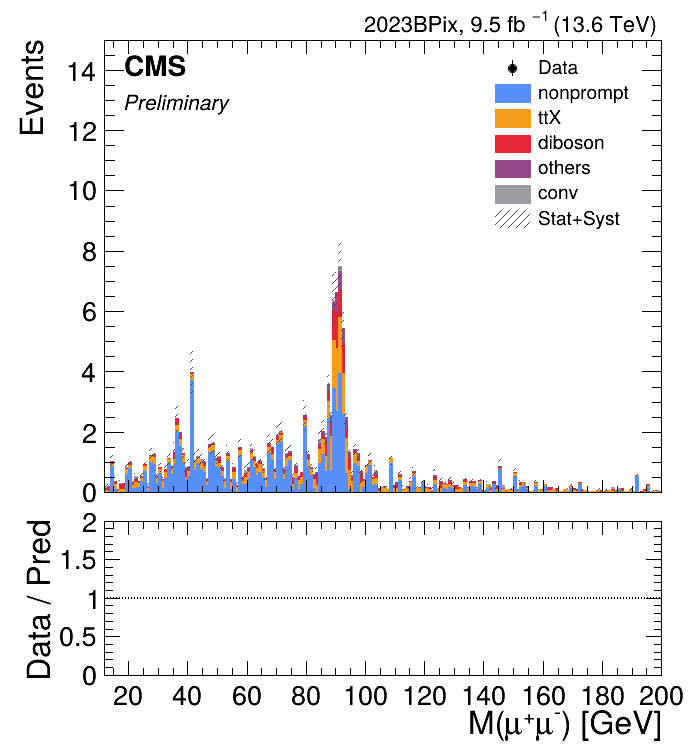 2023BPix, 9.5 fb⁻¹ (13.6 TeV)
CMS
Preliminary
Events
14
12
10
8
6
4
2
0
Data
nonprompt
ttX
diboson
others
conv
Stat+Syst
Data / Pred
2
1.5
1
0.5
0
20 40 60 80 100 120 140 160 180 200
M(μ⁺μ⁻) [GeV]